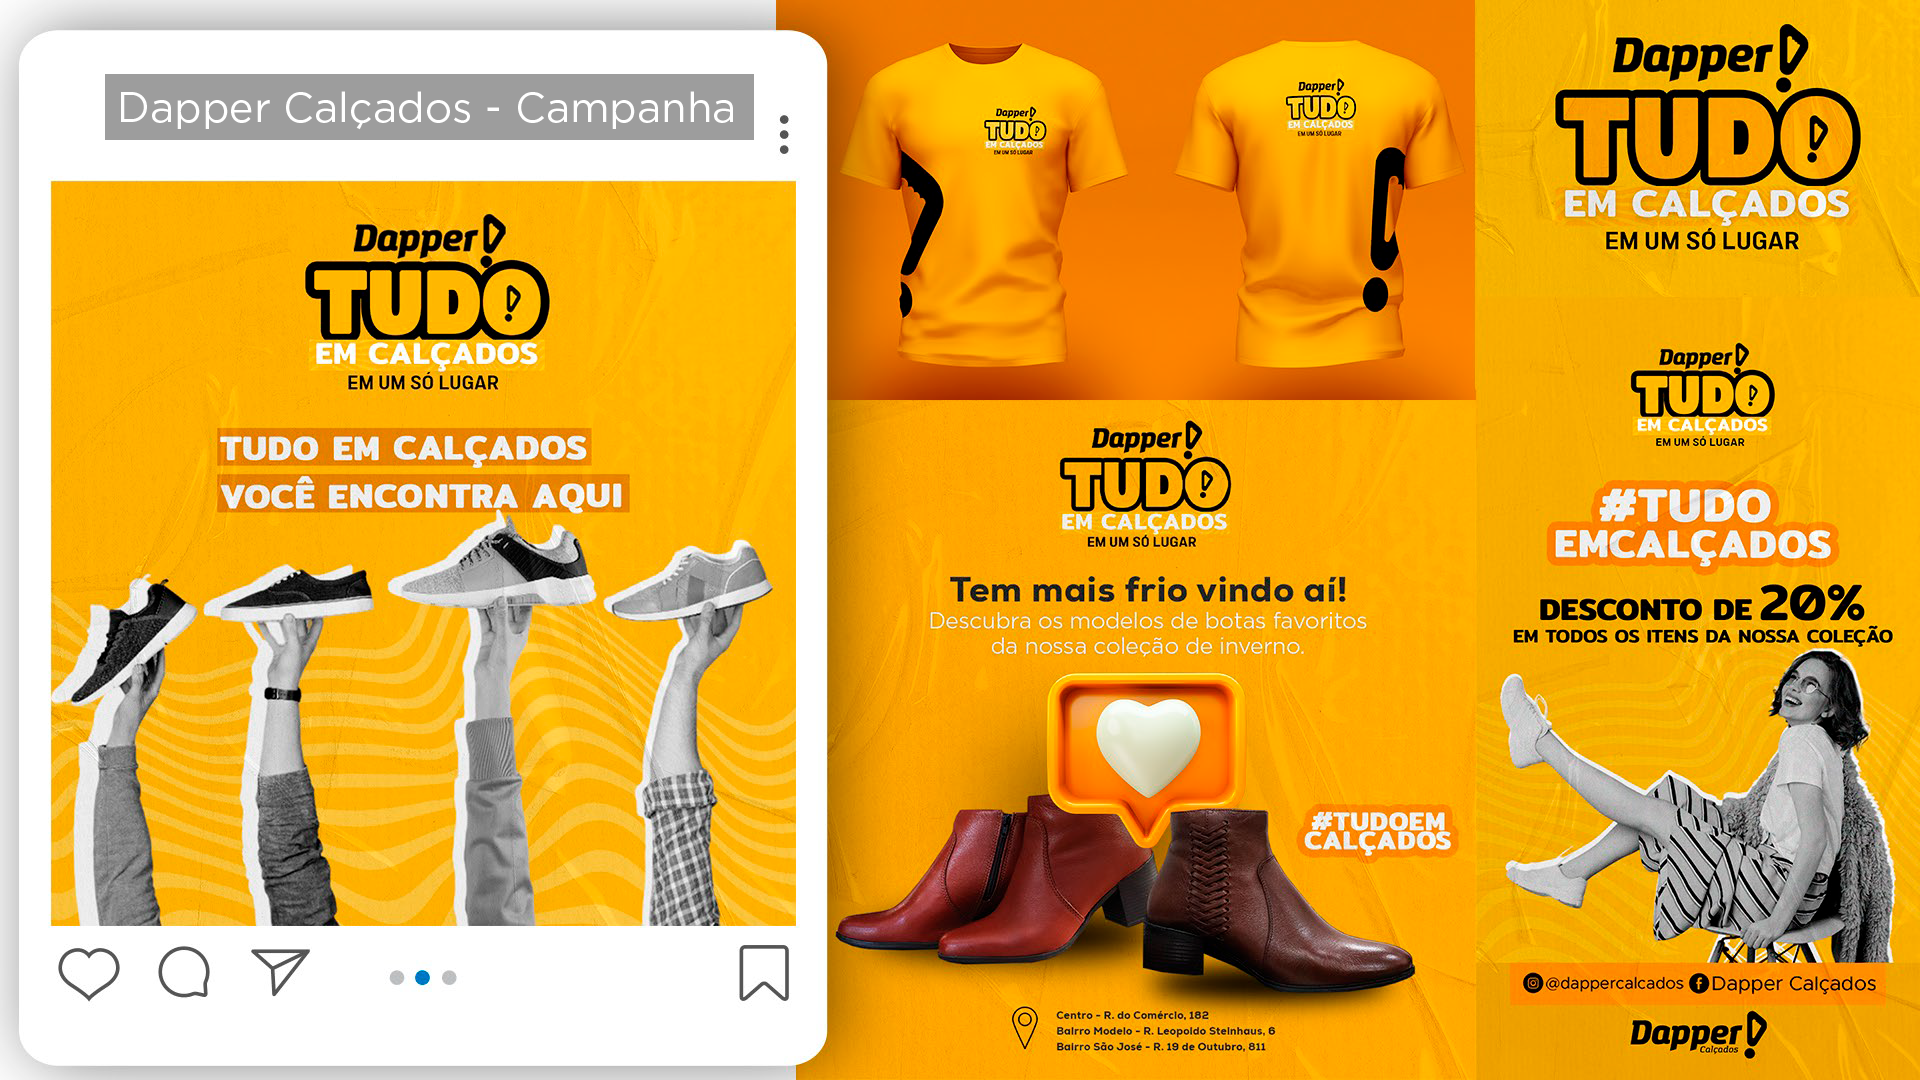 Dapper Calçados - Campanha
Dapper!
TUDO
EM CALÇADOS
EM UM SÓ LUGAR
TUDO EM CALÇADOS
VOCÊ ENCONTRA AQUI
Dapper!
TUDO
EM CALÇADOS
EM UM SÓ LUGAR
Dapper!
TUDO
EM CALÇADOS
EM UM SÓ LUGAR
Dapper!
TUDO
EM CALÇADOS
EM UM SÓ LUGAR
Tem mais frio vindo aí!
Descubra os modelos de botas favoritos
da nossa coleção de inverno.
#TUDOEM
CALÇADOS
Centro - R. do Comércio, 182
Bairro Modelo - R. Leopoldo Steinhaus, 6
Bairro São José - R. 19 de Outubro, 811
Dapper!
TUDO
EM CALÇADOS
EM UM SÓ LUGAR
Dapper!
TUDO
EM CALÇADOS
EM UM SÓ LUGAR
#TUDO
EMCALÇADOS
DESCONTO DE 20%
EM TODOS OS ITENS DA NOSSA COLEÇÃO
@dappercalcados Dapper Calçados
Dapper!
Calçados